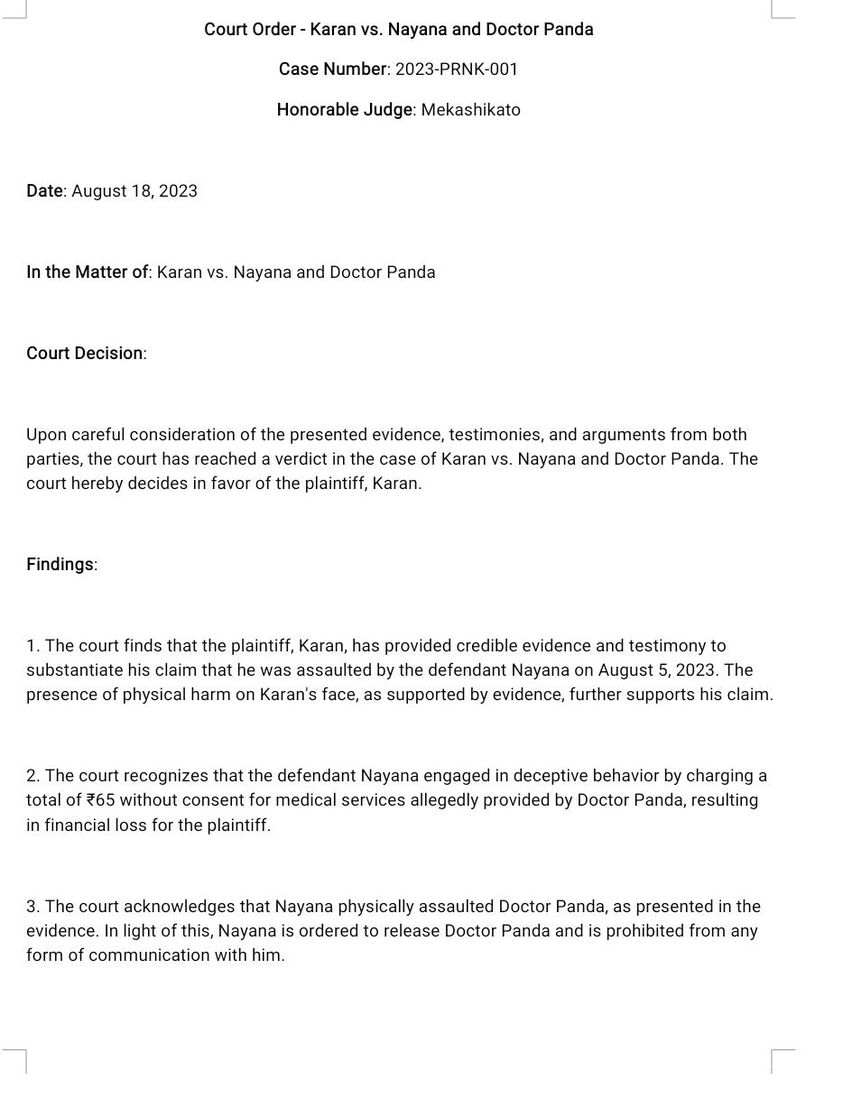 Court Order - Karan vs. Nayana and Doctor Panda
Case Number: 2023-PRNK-001
Honorable Judge: Mekashikato
Date: August 18, 2023
In the Matter of: Karan vs. Nayana and Doctor Panda
Court Decision:
Upon careful consideration of the presented evidence, testimonies, and arguments from both
parties, the court has reached a verdict in the case of Karan vs. Nayana and Doctor Panda. The
court hereby decides in favor of the plaintiff, Karan.
Findings:
1. The court finds that the plaintiff, Karan, has provided credible evidence and testimony to
substantiate his claim that he was assaulted by the defendant Nayana on August 5, 2023. The
presence of physical harm on Karan's face, as supported by evidence, further supports his claim.
2. The court recognizes that the defendant Nayana engaged in deceptive behavior by charging a
total of ₹65 without consent for medical services allegedly provided by Doctor Panda, resulting
in financial loss for the plaintiff.
3. The court acknowledges that Nayana physically assaulted Doctor Panda, as presented in the
evidence. In light of this, Nayana is ordered to release Doctor Panda and is prohibited from any
form of communication with him.